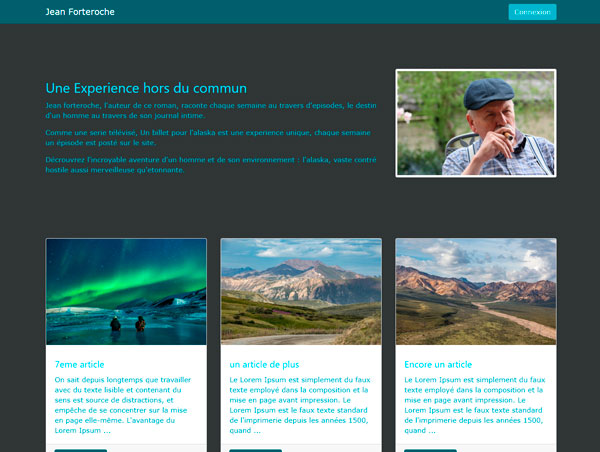 Jean Forteroche
Connexion
Une Experience hors du commun
Jean forteroche, l'auteur de ce roman, raconte chaque semaine au travers d'episodes, le destin
d'un homme au travers de son journal intime.
Comme une serie télévisé, Un billet pour l'alaska est une experience unique, chaque semaine
un épisode est posté sur le site.
Découvrez l'incroyable aventure d'un homme et de son environnement : l'alaska, vaste contré
hostile aussi merveilleuse qu'etonnante.
7eme article
On sait depuis longtemps que travailler
avec du texte lisible et contenant du
sens est source de distractions, et
empêche de se concentrer sur la mise
en page elle-même. L'avantage du
Lorem Ipsum ...
un article de plus
Le Lorem Ipsum est simplement du faux
texte employé dans la composition et la
mise en page avant impression. Le
Lorem Ipsum est le faux texte standard
de l'imprimerie depuis les années 1500,
quand ...
Encore un article
Le Lorem Ipsum est simplement du faux
texte employé dans la composition et la
mise en page avant impression. Le
Lorem Ipsum est le faux texte standard
de l'imprimerie depuis les années 1500,
quand ...